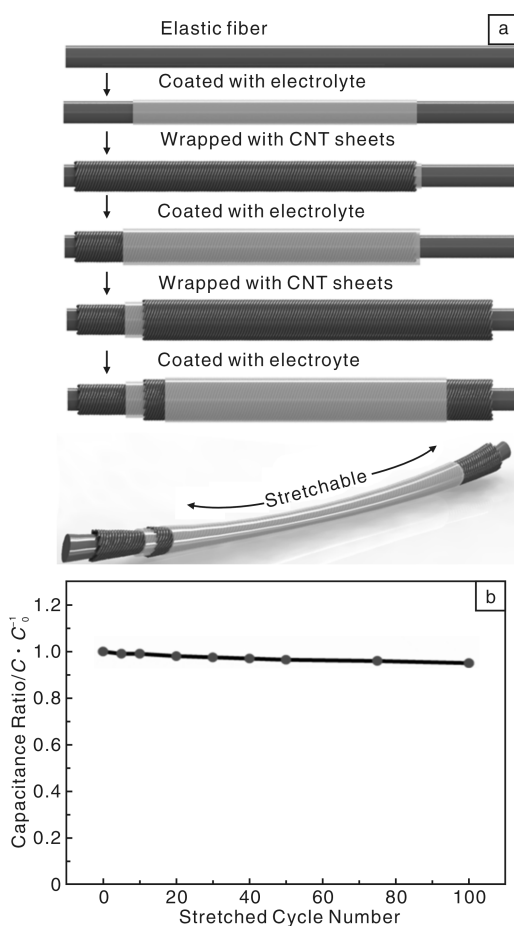 Elastic fiber
a
Coated with electrolyte
Wrapped with CNT sheets
Coated with electrolyte
Wrapped with CNT sheets
Coated with electroyte
Stretchable
b
Capacitance Ratio/C · C₀⁻¹
1.2
1.0
0.8
0.6
0.4
0.2
0
0 20 40 60 80 100
Stretched Cycle Number